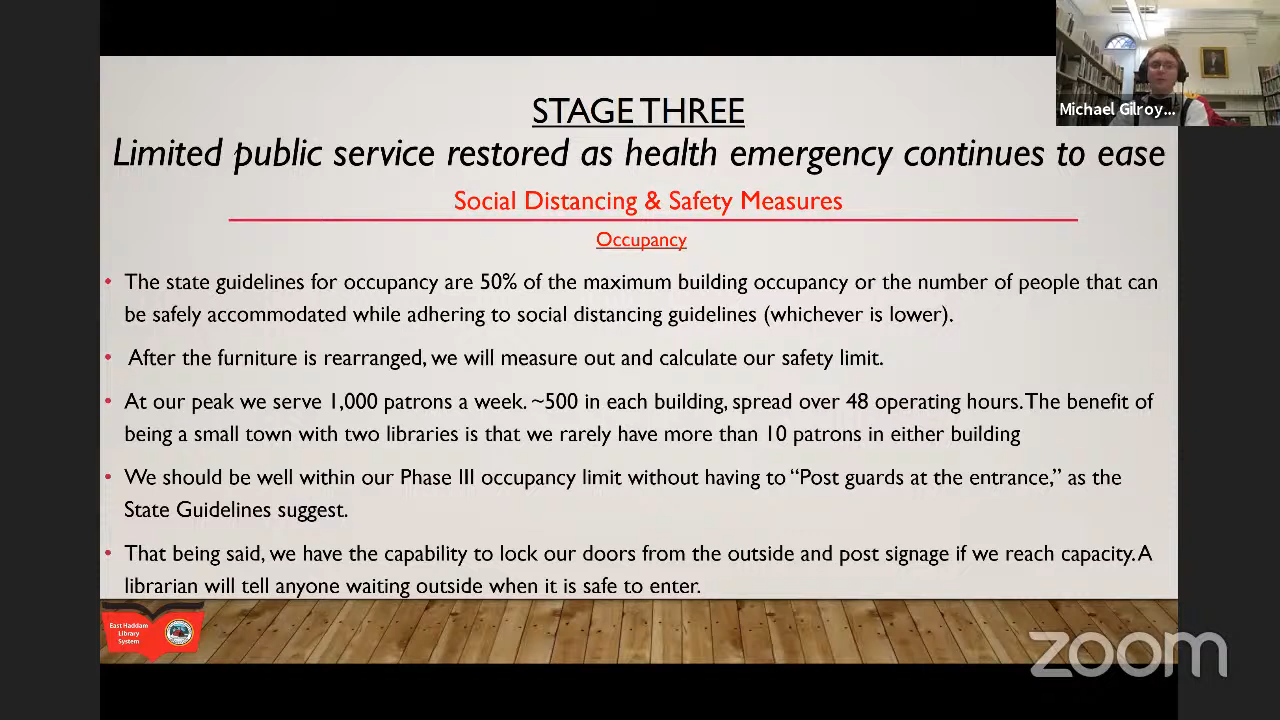 Michael Gilroy...
STAGE THREE
Limited public service restored as health emergency continues to ease
Social Distancing & Safety Measures
Occupancy
• The state guidelines for occupancy are 50% of the maximum building occupancy or the number of people that can
be safely accommodated while adhering to social distancing guidelines (whichever is lower).
• After the furniture is rearranged, we will measure out and calculate our safety limit.
• At our peak we serve 1,000 patrons a week. ~500 in each building, spread over 48 operating hours. The benefit of
being a small town with two libraries is that we rarely have more than 10 patrons in either building
• We should be well within our Phase III occupancy limit without having to “Post guards at the entrance,” as the
State Guidelines suggest.
• That being said, we have the capability to lock our doors from the outside and post signage if we reach capacity. A
librarian will tell anyone waiting outside when it is safe to enter.
East Haddam
Library
System
zoom